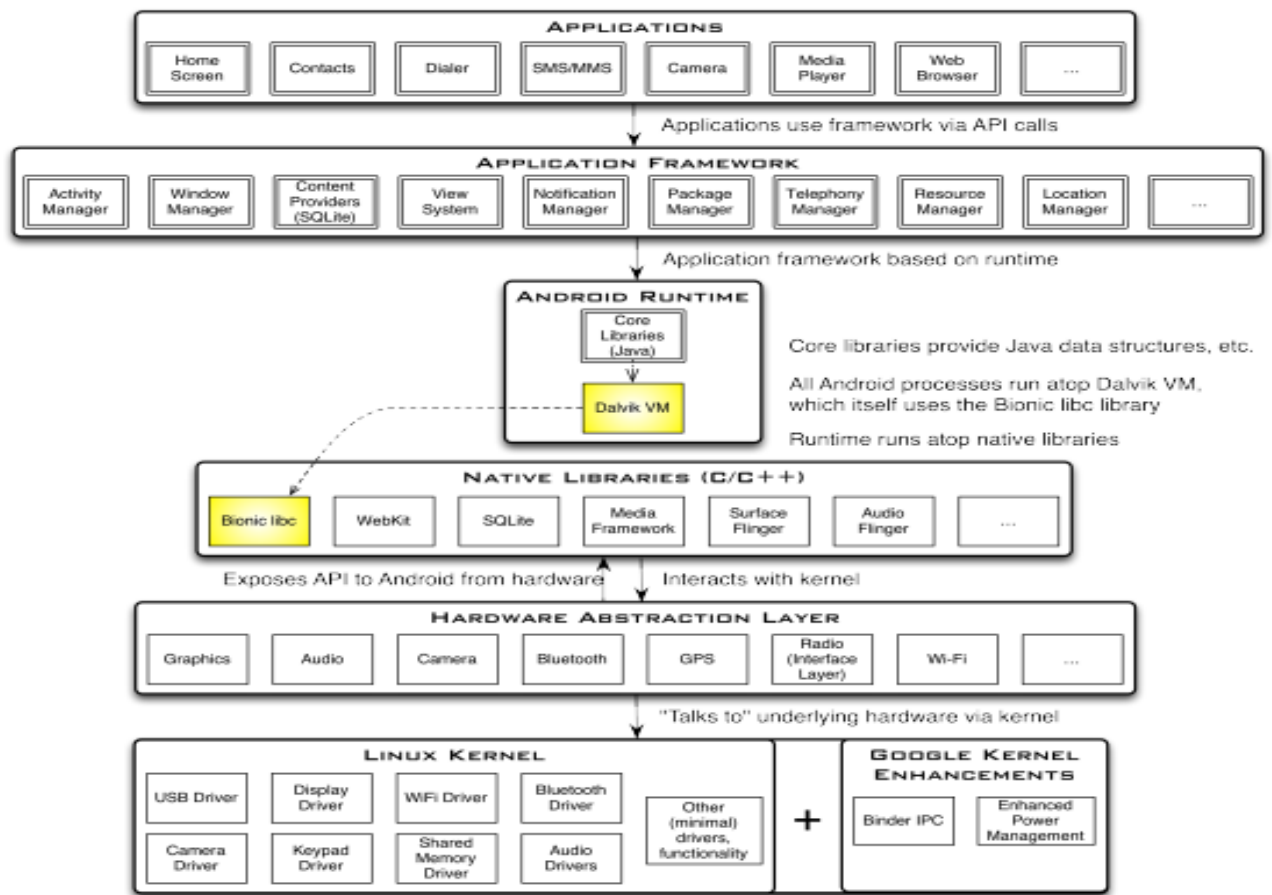 APPLICATIONS
Home
Screen
Contacts
Dialer
SMS/MMS
Camera
Media
Player
Web
Browser
...
Applications use framework via API calls
APPLICATION FRAMEWORK
Activity
Manager
Window
Manager
Content
Providers
(SQLite)
View
System
Notification
Manager
Package
Manager
Telephony
Manager
Resource
Manager
Location
Manager
...
Application framework based on runtime
ANDROID RUNTIME
Core
Libraries
(Java)
Dalvik VM
Core libraries provide Java data structures, etc.
All Android processes run atop Dalvik VM,
which itself uses the Bionic libc library
Runtime runs atop native libraries
NATIVE LIBRARIES (C/C++)
Bionic libc
WebKit
SQLite
Media
Framework
Surface
Flinger
Audio
Flinger
...
Exposes API to Android from hardware
Interacts with kernel
HARDWARE ABSTRACTION LAYER
Graphics
Audio
Camera
Bluetooth
GPS
Radio
(Interface
Layer)
Wi-Fi
...
"Talks to" underlying hardware via kernel
LINUX KERNEL
USB Driver
Display
Driver
WiFi Driver
Bluetooth
Driver
Camera
Driver
Keypad
Driver
Shared
Memory
Driver
Audio
Drivers
Other
(minimal)
drivers,
functionality
+
GOOGLE KERNEL
ENHANCEMENTS
Binder IPC
Enhanced
Power
Management